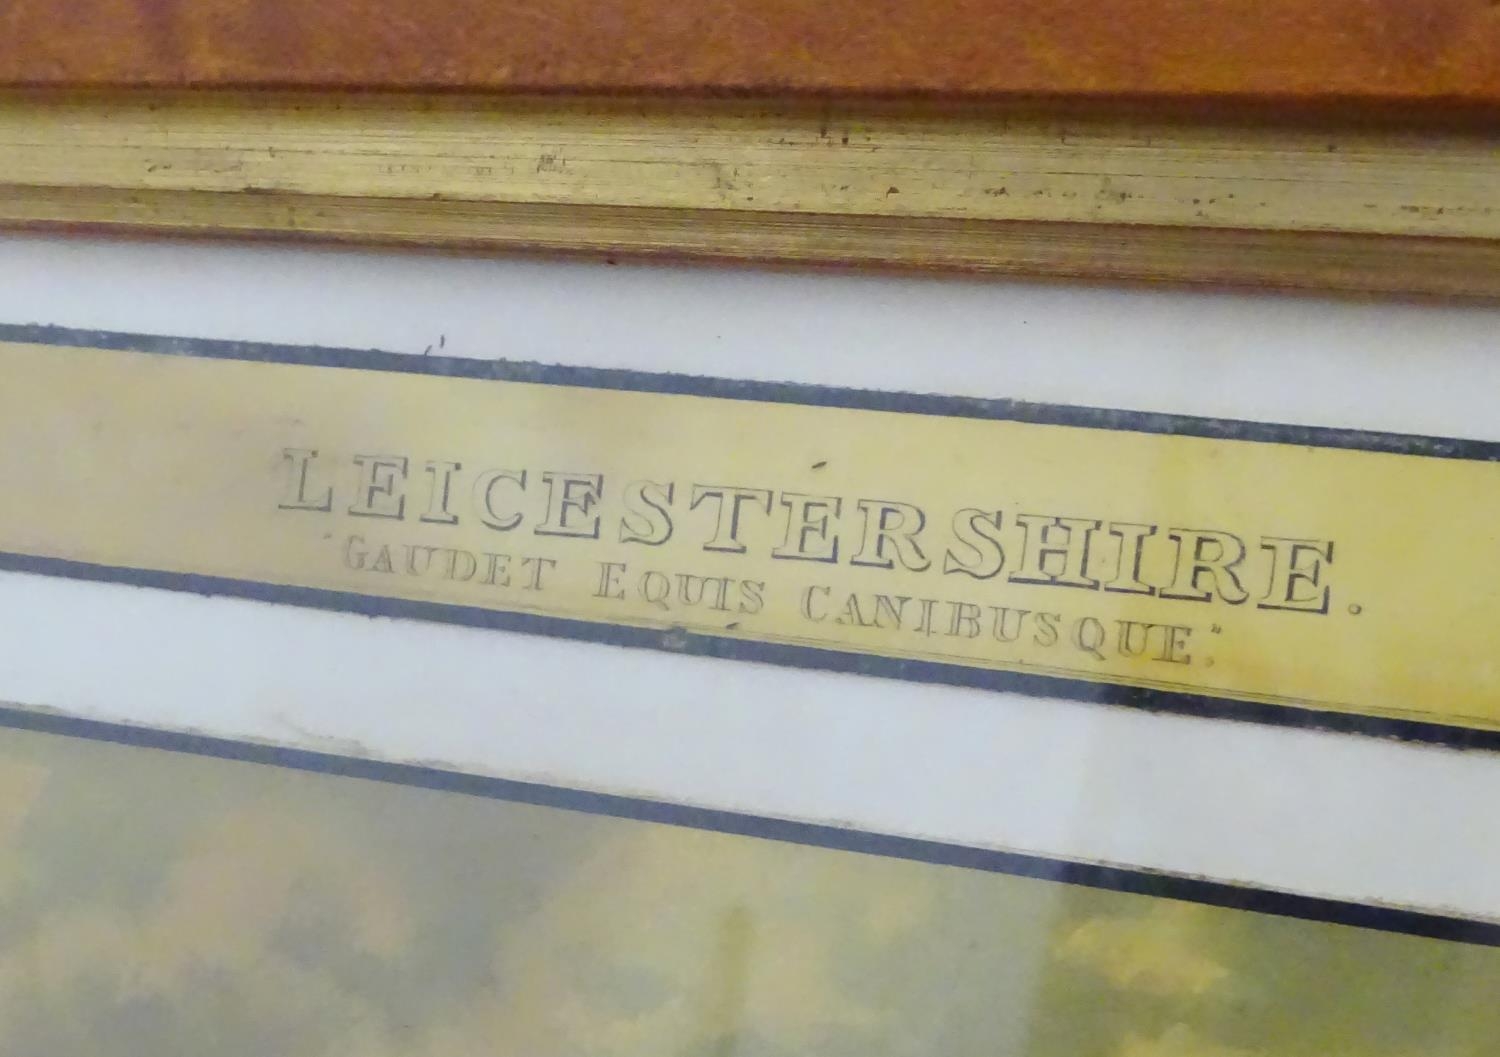 LEICESTERSHIRE.
"GAUDET EQUIS CANIBUSQUE".